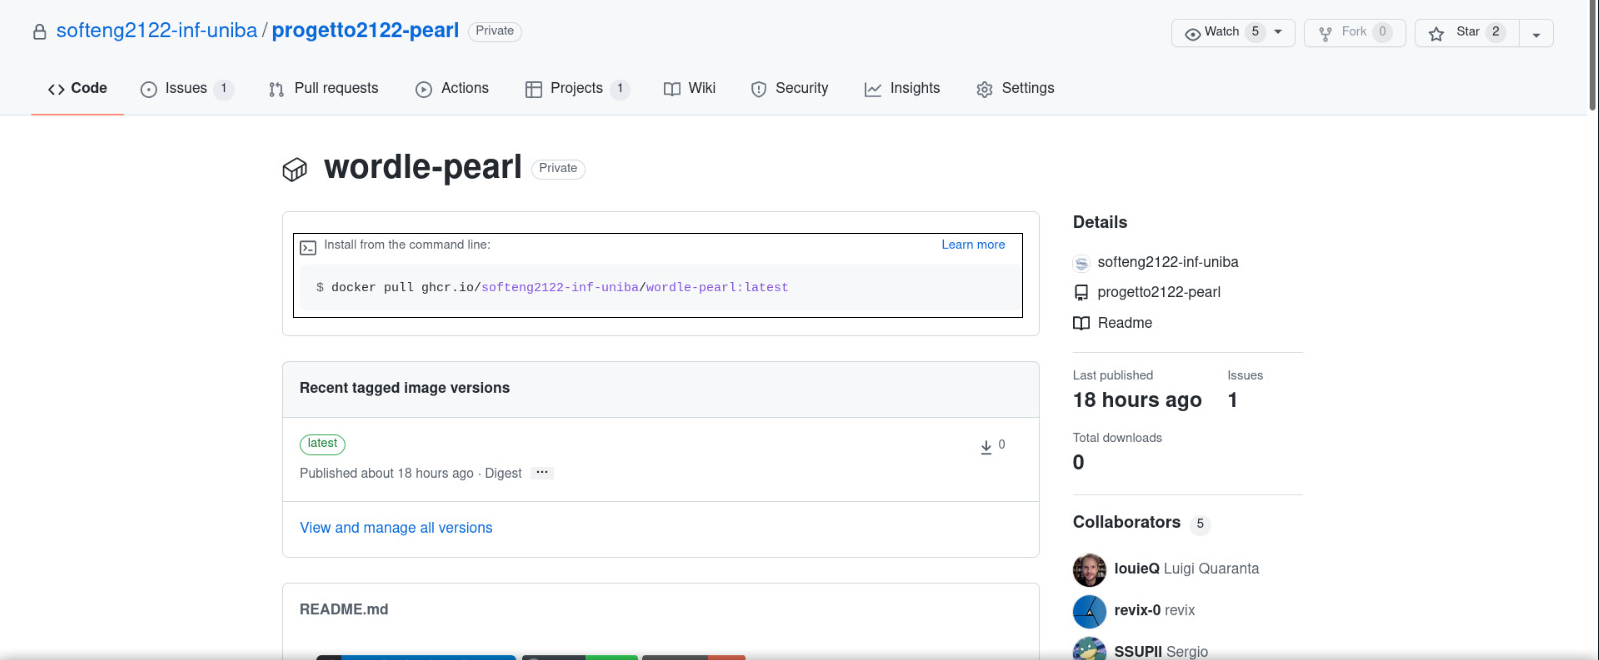 softeng2122-inf-uniba / progetto2122-pearl Private
Watch 5 Fork 0 Star 2
Code Issues 1 Pull requests Actions Projects 1 Wiki Security Insights Settings
wordle-pearl Private
Install from the command line: Learn more
$ docker pull ghcr.io/softeng2122-inf-uniba/wordle-pearl:latest
Recent tagged image versions
latest 0
Published about 18 hours ago · Digest ···
View and manage all versions
README.md
Details
softeng2122-inf-uniba
progetto2122-pearl
Readme
Last published Issues
18 hours ago 1
Total downloads
0
Collaborators 5
louieQ Luigi Quaranta
revix-0 revix
SSUPII Sergio